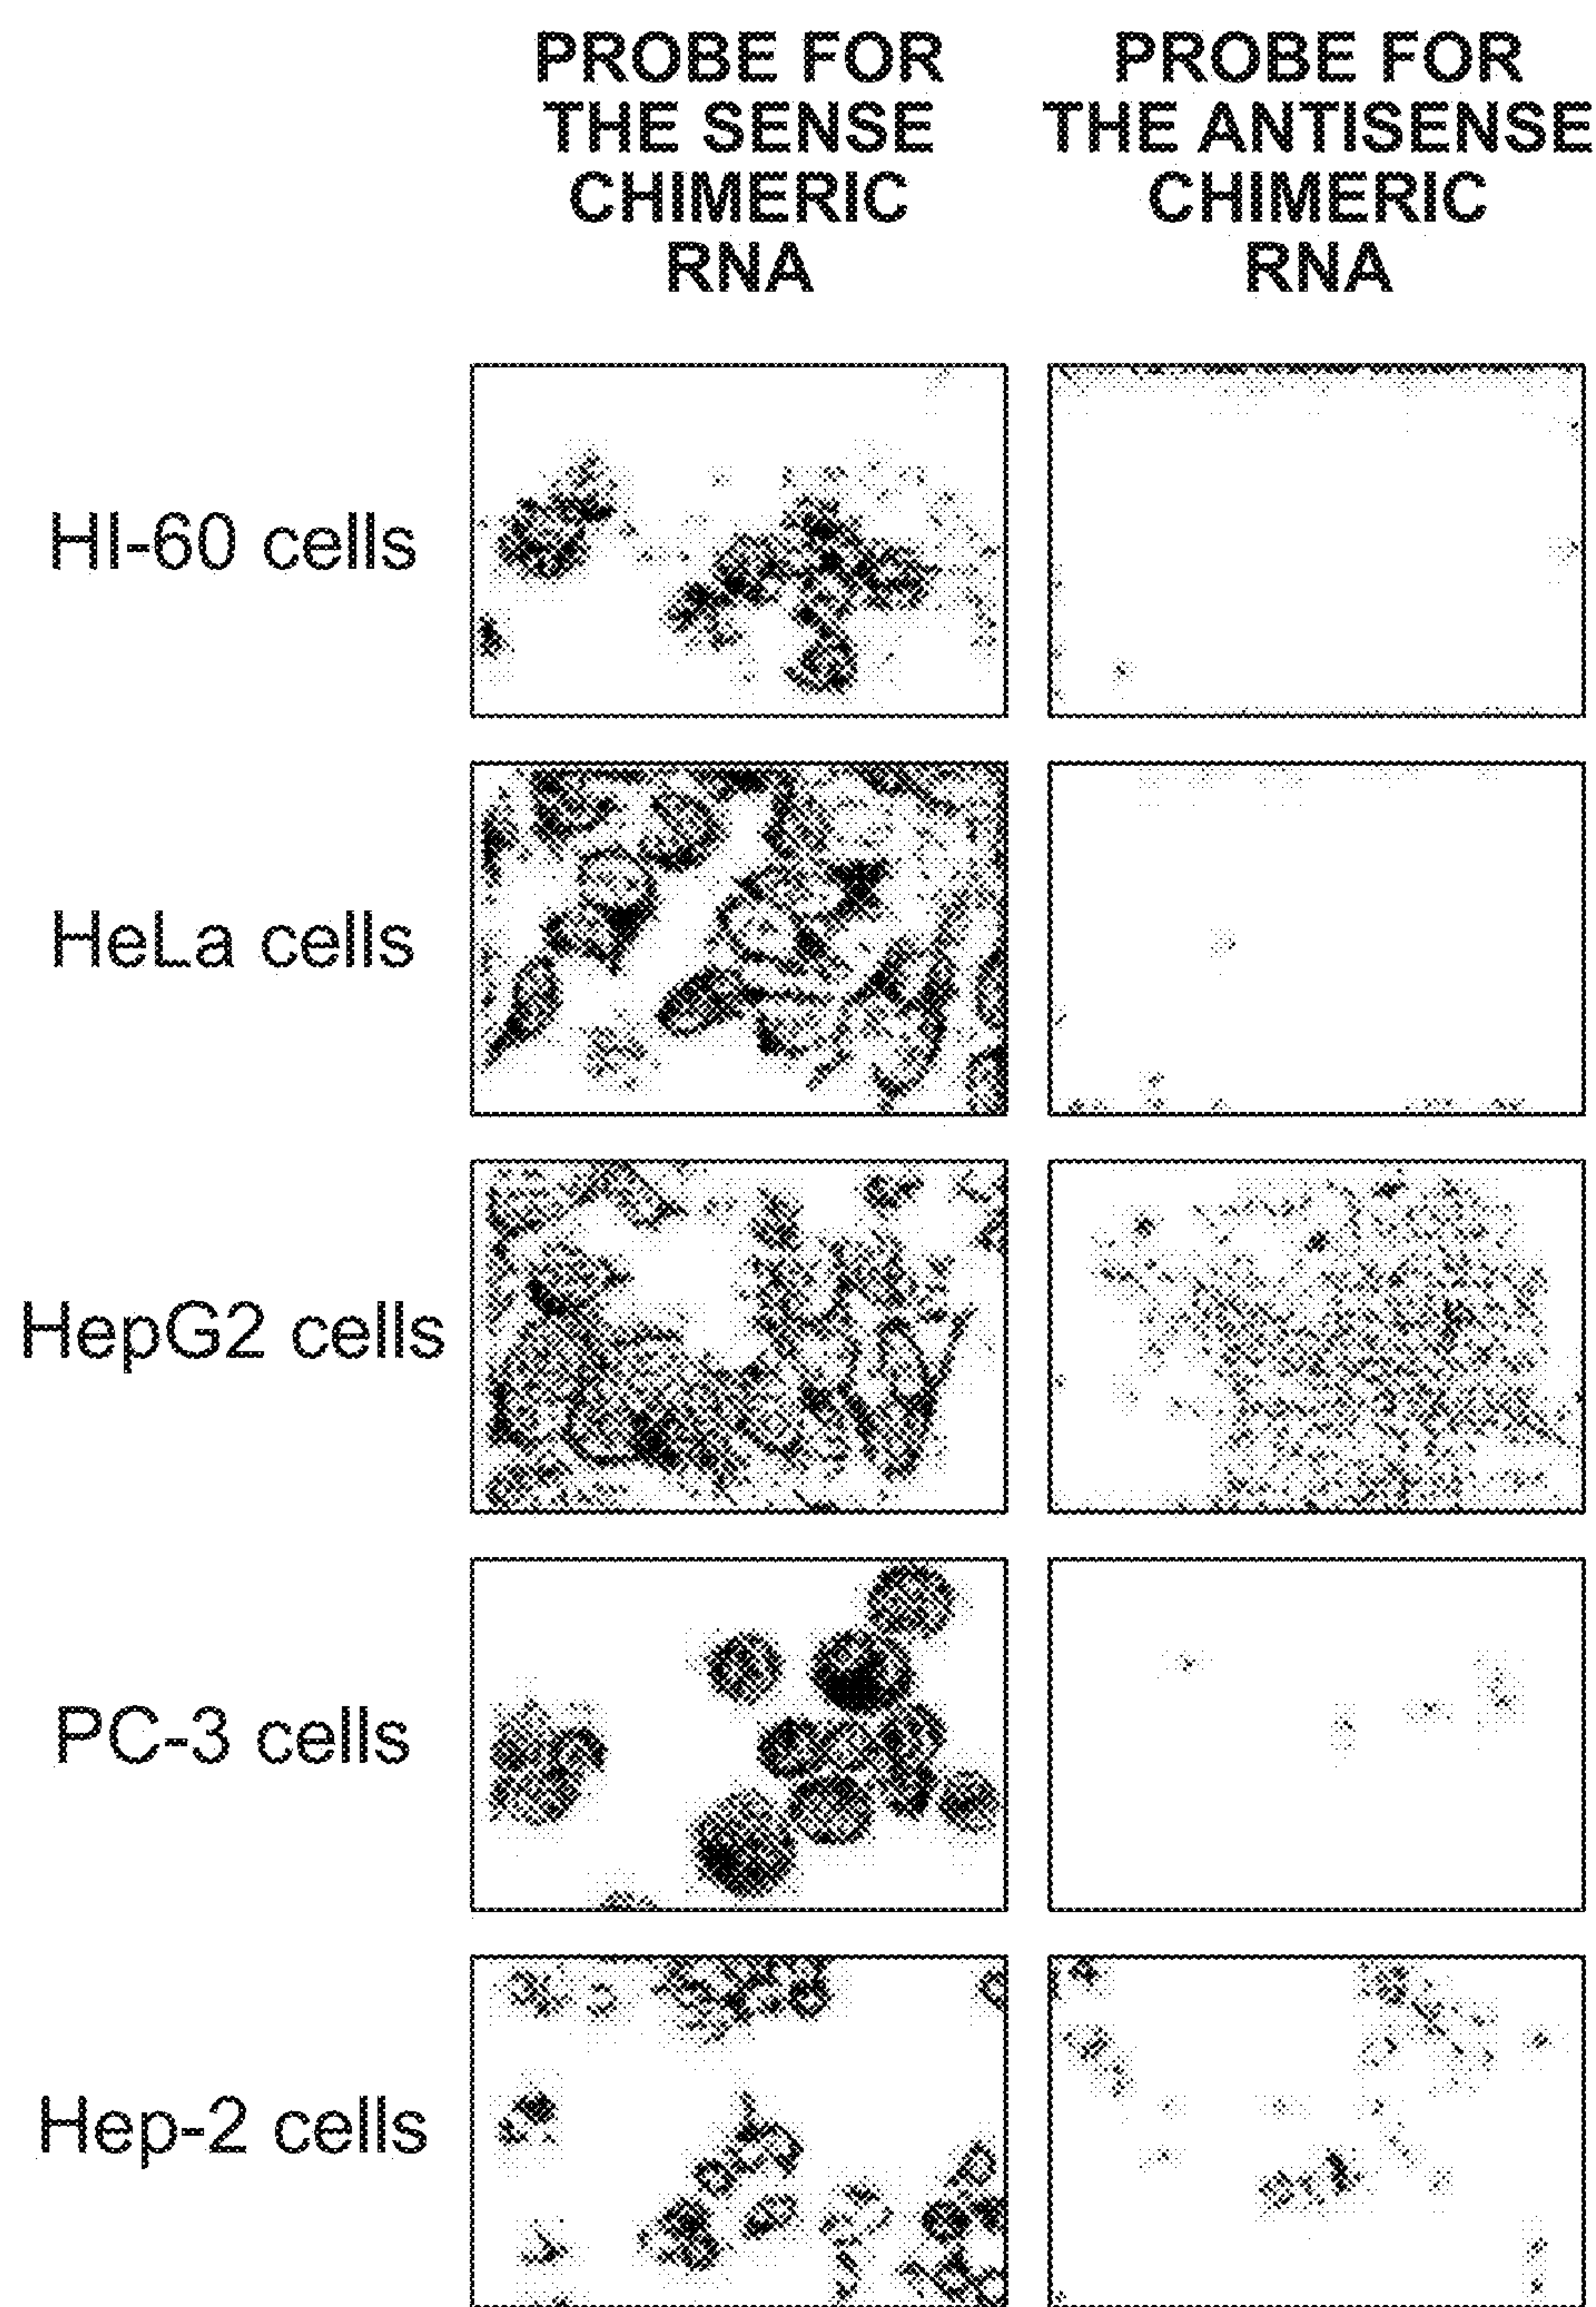 PROBE FOR
THE SENSE
CHIMERIC
RNA
PROBE FOR
THE ANTISENSE
CHIMERIC
RNA
HI-60 cells
HeLa cells
HepG2 cells
PC-3 cells
Hep-2 cells